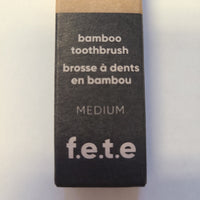 bamboo
toothbrush
brosse à dents
en bambou
MEDIUM
f.e.t.e